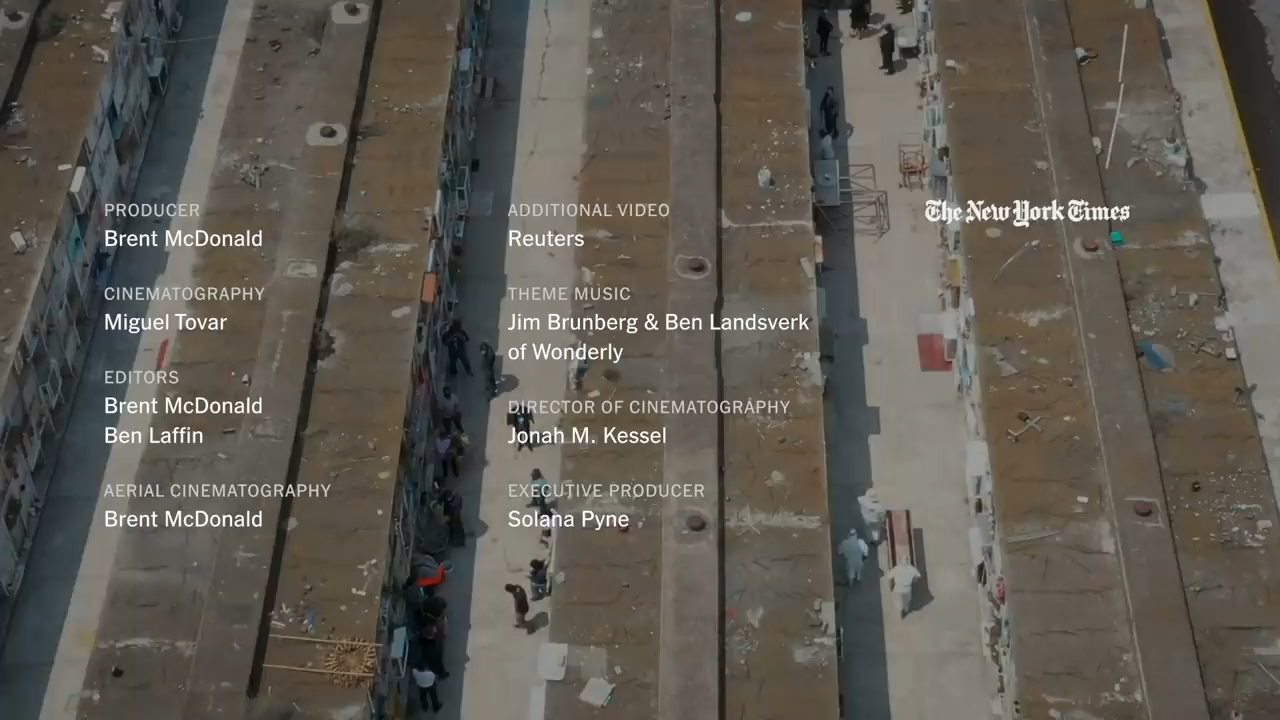 PRODUCER
Brent McDonald
CINEMATOGRAPHY
Miguel Tovar
EDITORS
Brent McDonald
Ben Laffin
AERIAL CINEMATOGRAPHY
Brent McDonald
ADDITIONAL VIDEO
Reuters
THEME MUSIC
Jim Brunberg & Ben Landsverk
of Wonderly
DIRECTOR OF CINEMATOGRAPHY
Jonah M. Kessel
EXECUTIVE PRODUCER
Solana Pyne
The New York Times